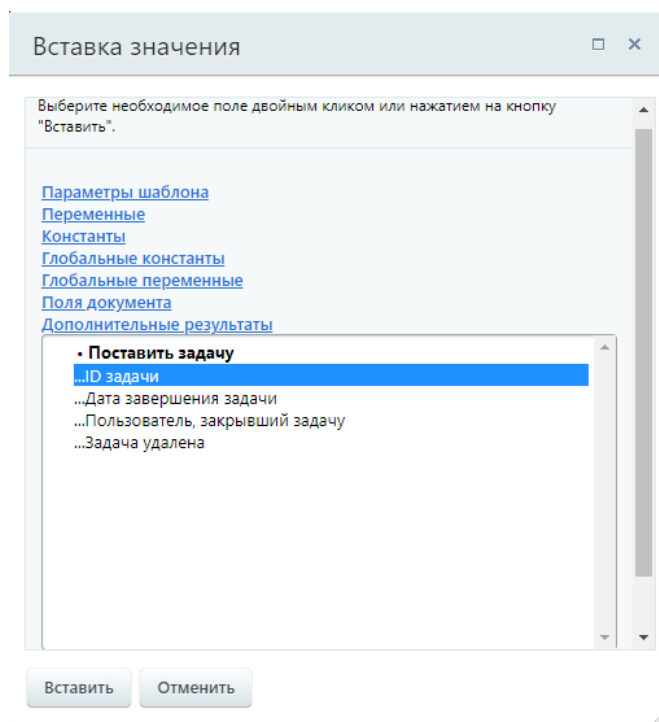 Вставка значения
Выберите необходимое поле двойным кликом или нажатием на кнопку
"Вставить".
Параметры шаблона
Переменные
Константы
Глобальные константы
Глобальные переменные
Поля документа
Дополнительные результаты
• Поставить задачу
...ID задачи
...Дата завершения задачи
...Пользователь, закрывший задачу
...Задача удалена
Вставить Отменить